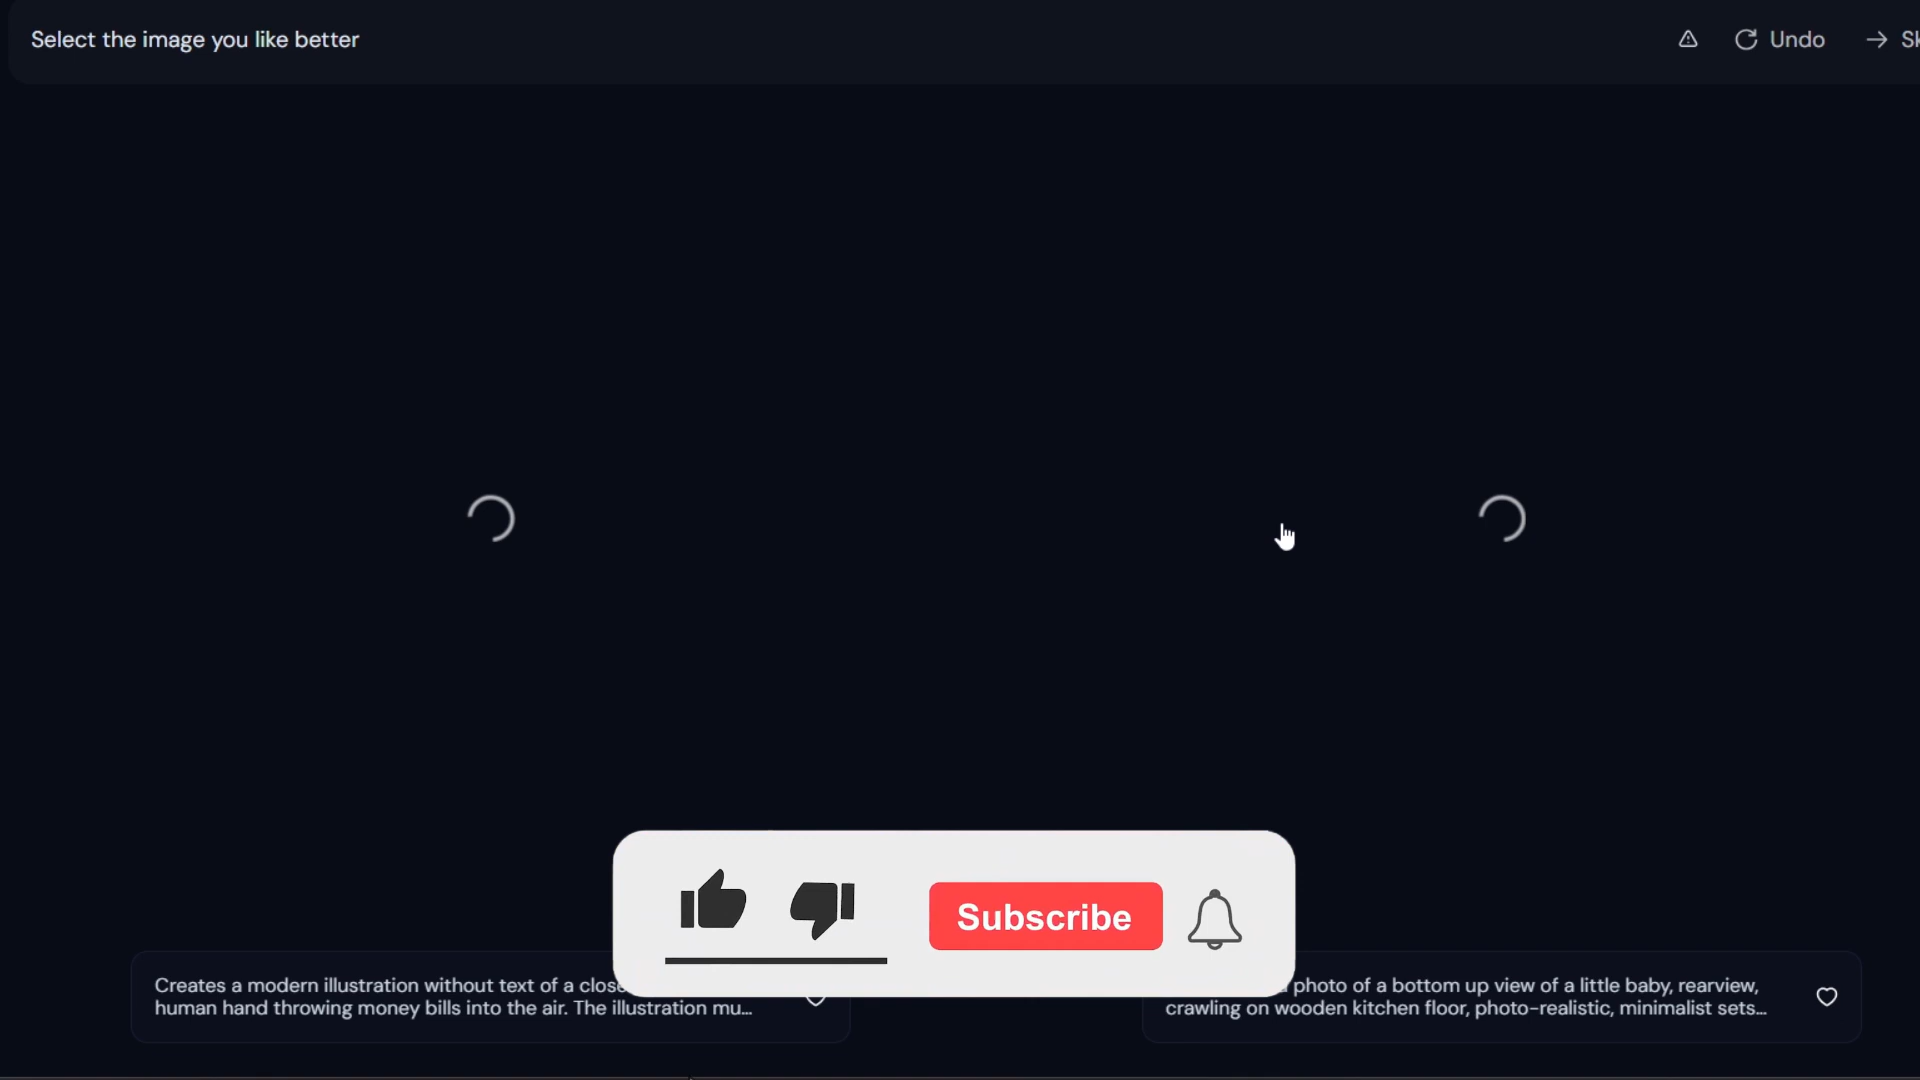 Select the image you like better
Undo
Creates a modern illustration without text of a
human hand throwing money bills into the air. The illustration mu...
Subscribe
photo of a bottom up view of a little baby, rearview,
crawling on wooden kitchen floor, photo-realistic, minimalist sets...